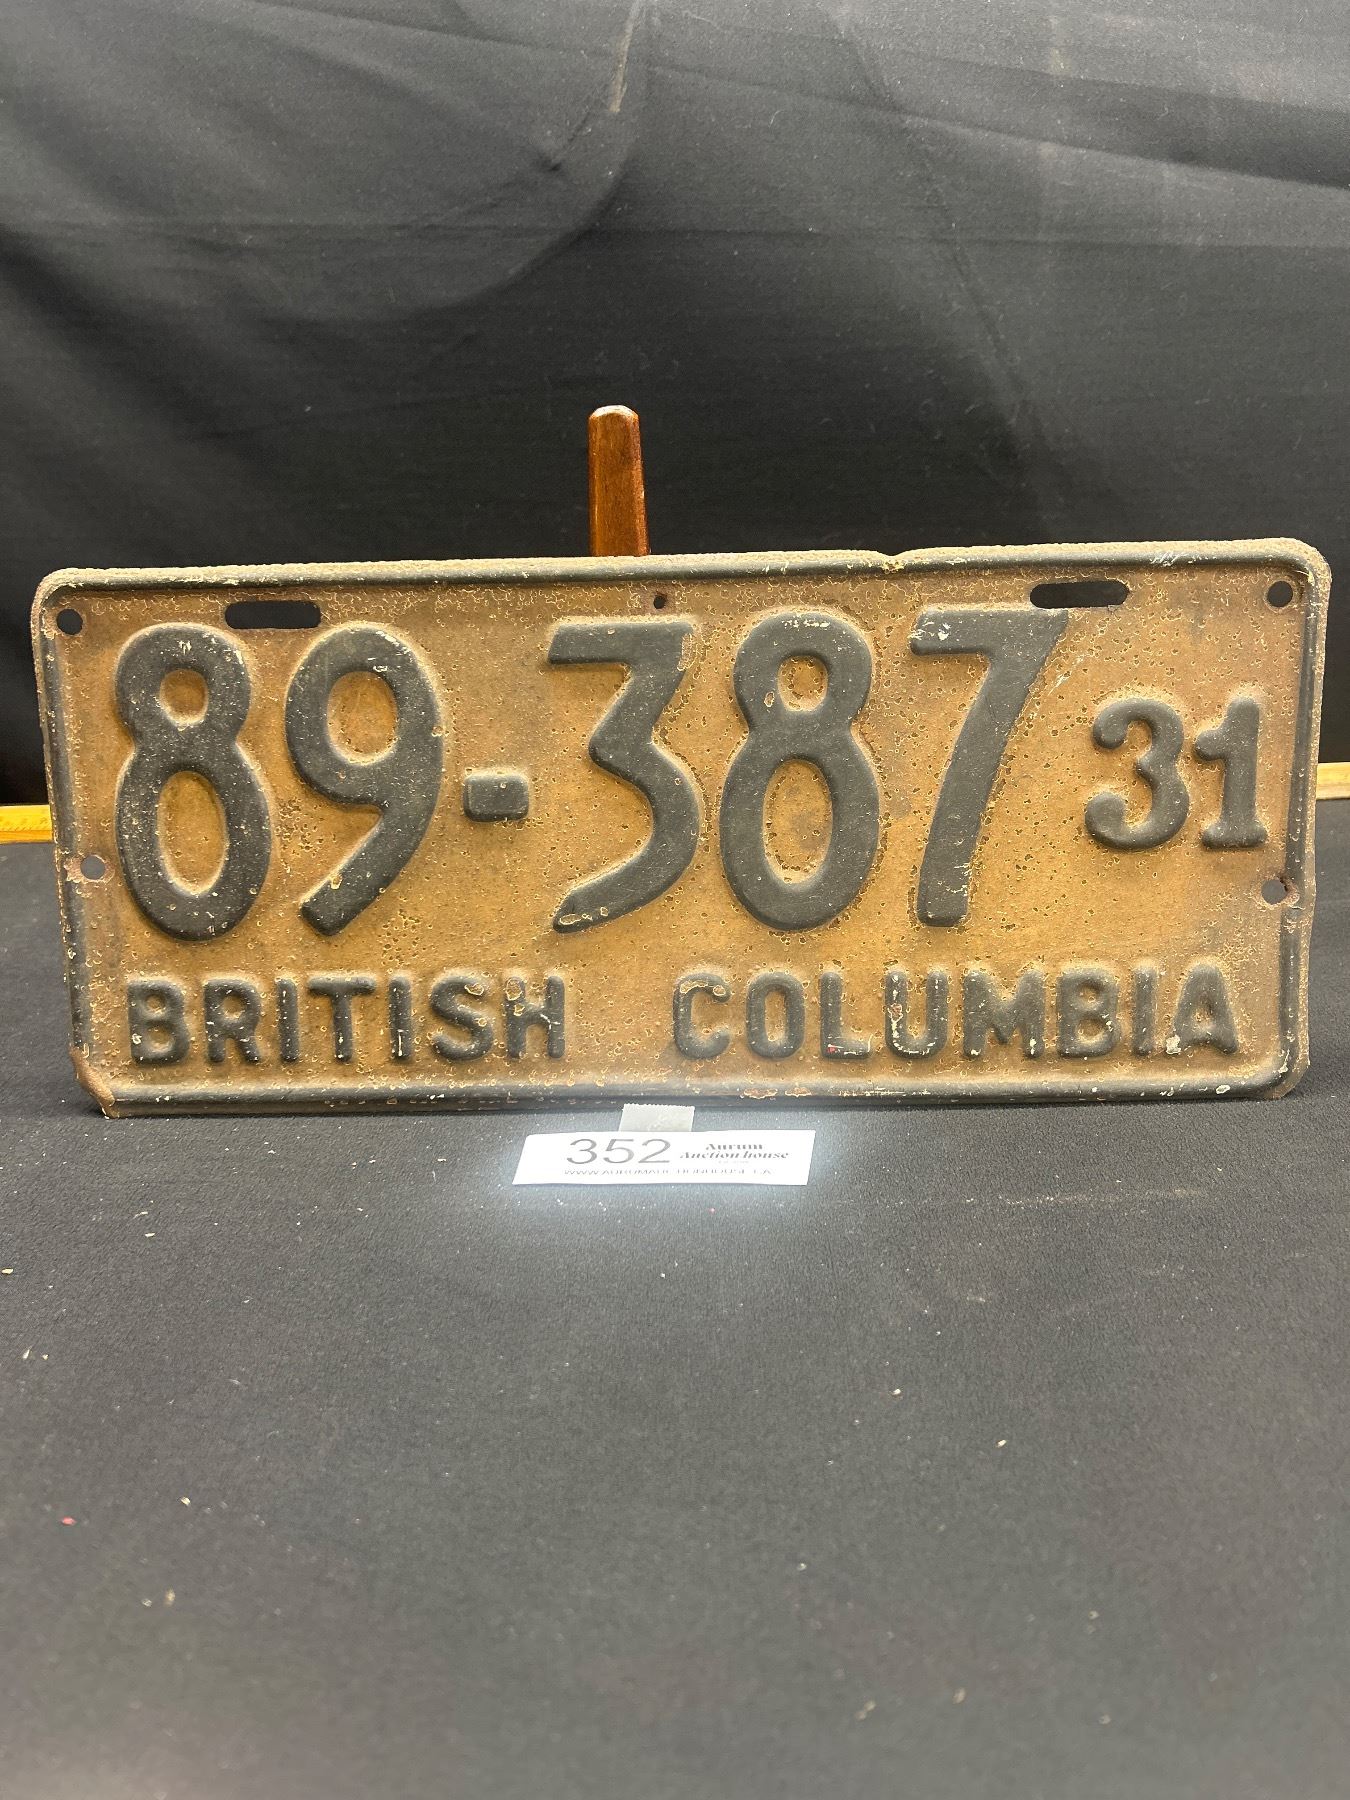 89-387 31
BRITISH COLUMBIA
352 Aurum
Auction house